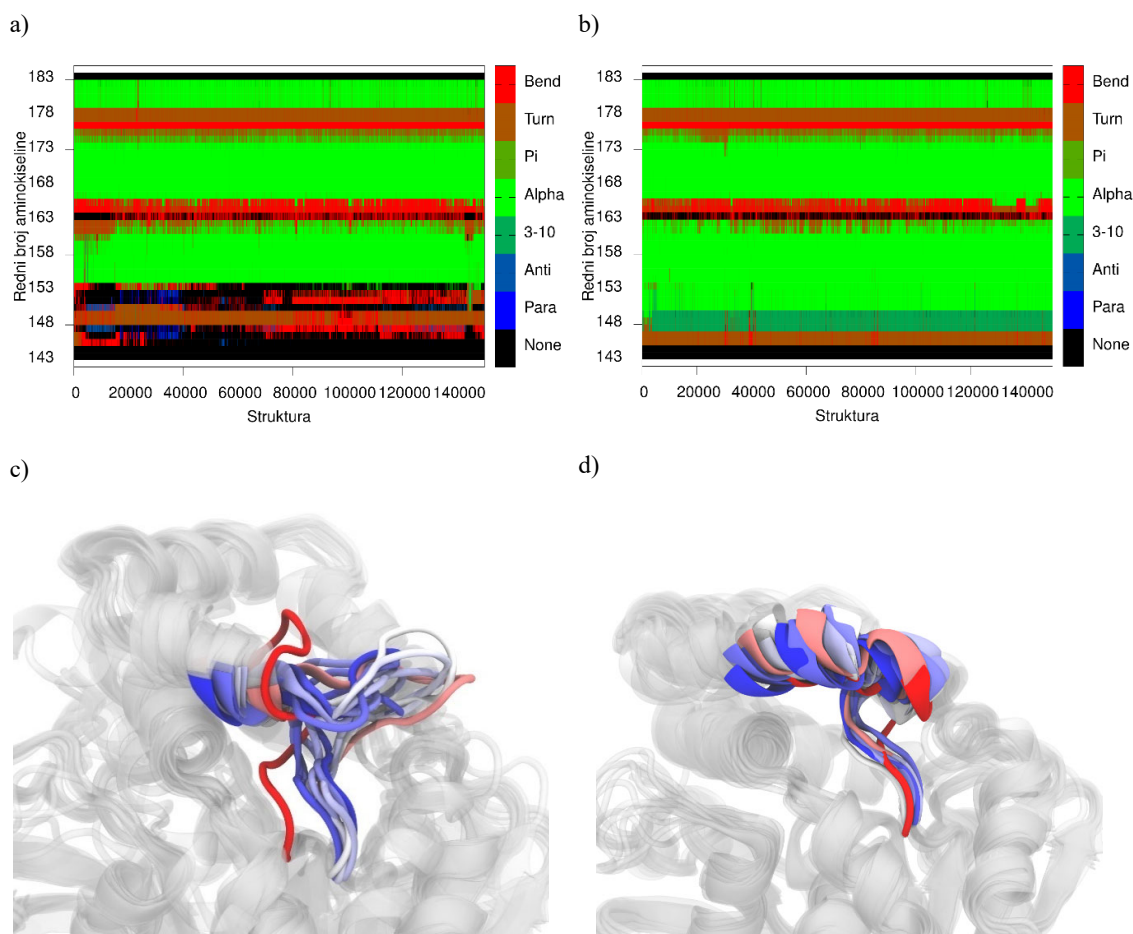 a)
Redni broj aminokiseline
183
178
173
168
163
158
153
148
143
0 20000 40000 60000 80000 100000 120000 140000
Struktura
Bend
Turn
Pi
Alpha
3-10
Anti
Para
None
b)
Redni broj aminokiseline
183
178
173
168
163
158
153
148
143
0 20000 40000 60000 80000 100000 120000 140000
Struktura
Bend
Turn
Pi
Alpha
3-10
Anti
Para
None
c)
d)